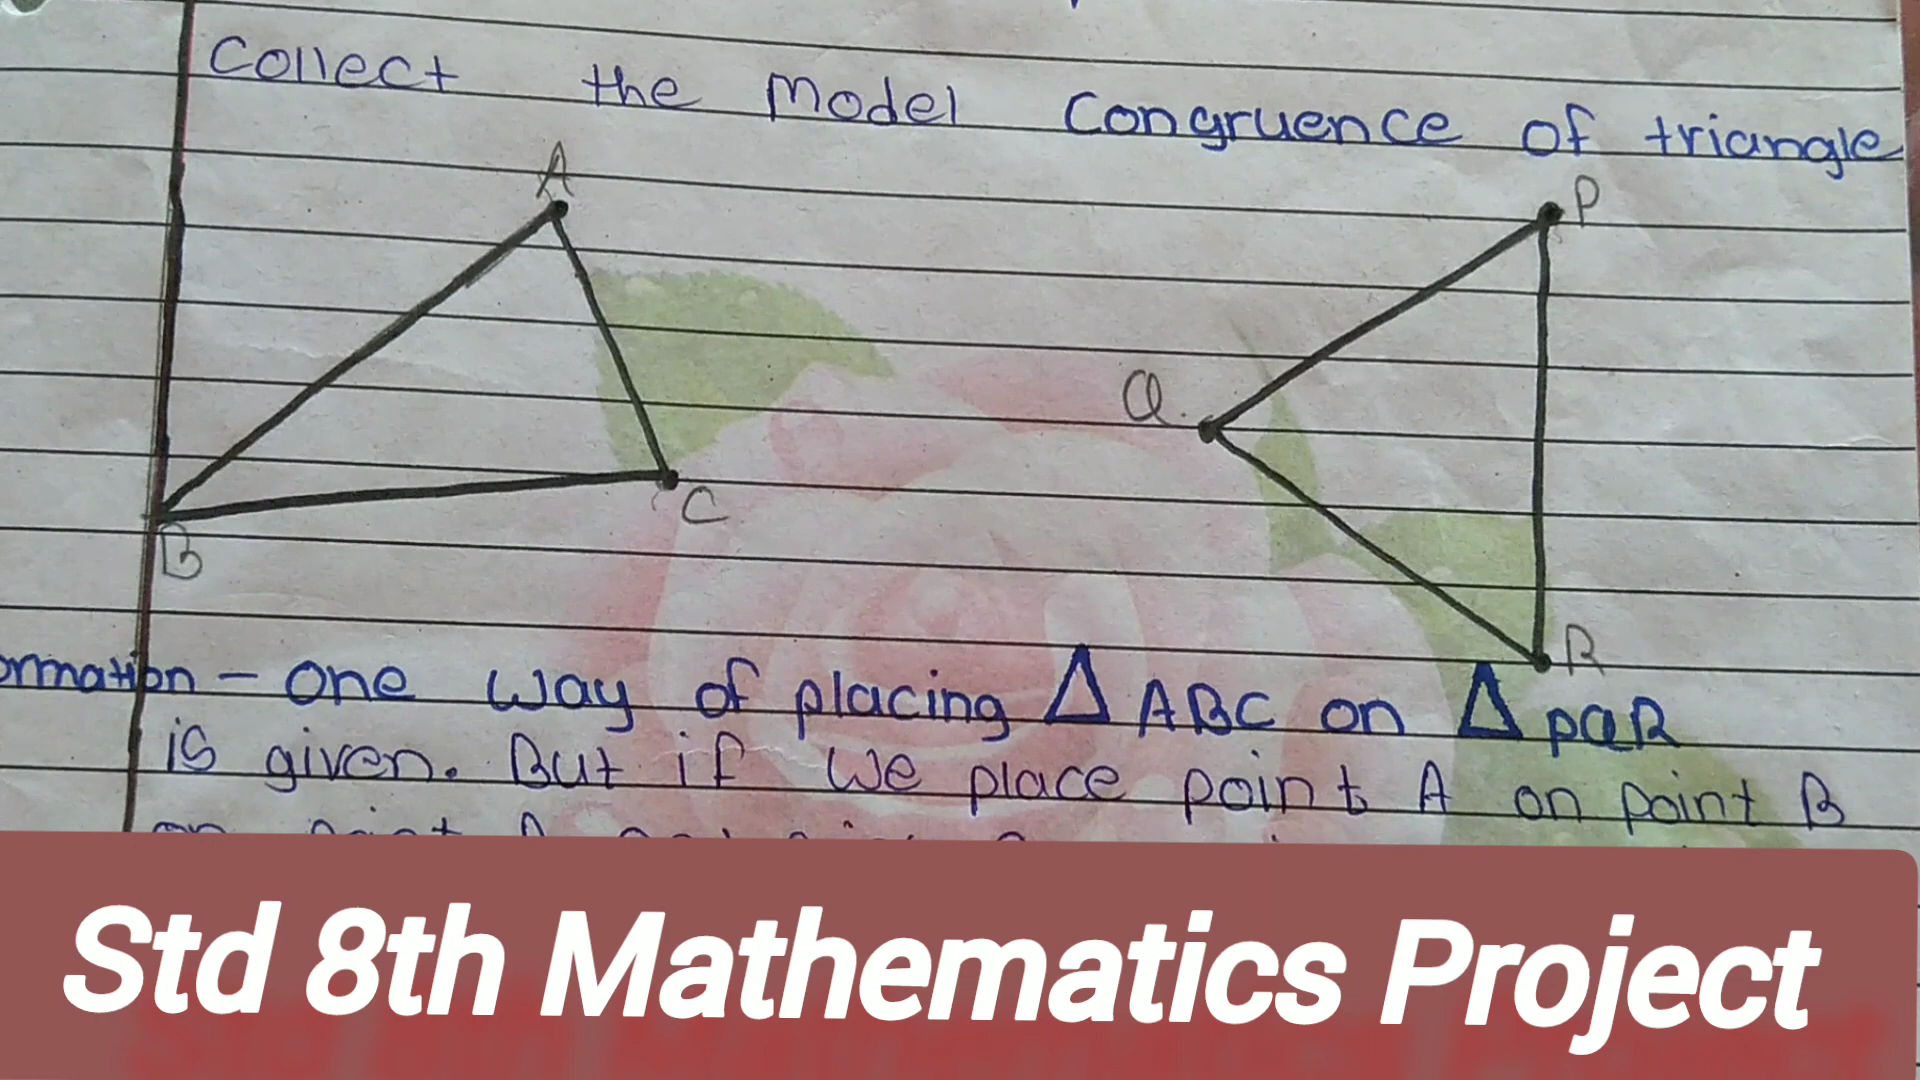 Collect the Model Congruence of triangle
A
P
Q
C
B
R
ormation - one way of placing Δ ABC on Δ PQR
is given. But if we place point A on point B
Std 8th Mathematics Project